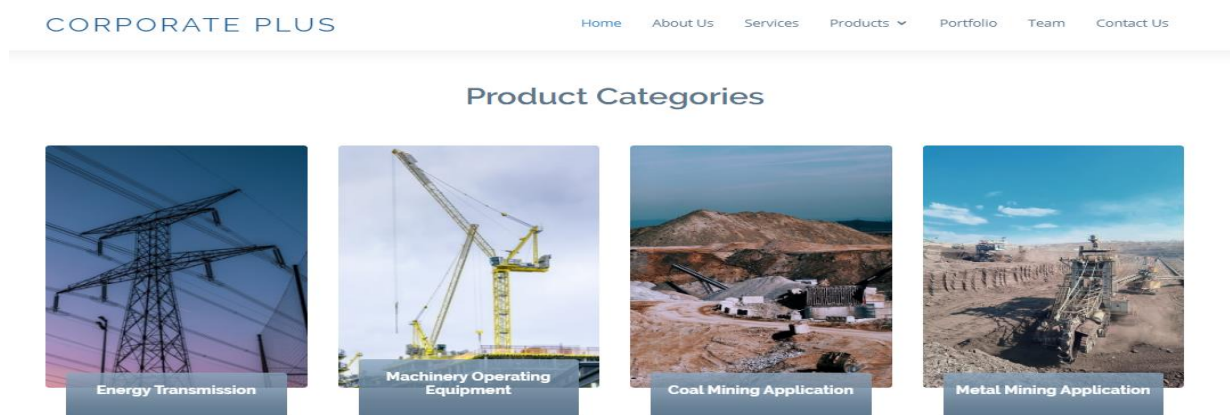 CORPORATE PLUS
Home About Us Services Products Portfolio Team Contact Us
Product Categories
Energy Transmission
Machinery Operating
Equipment
Coal Mining Application
Metal Mining Application